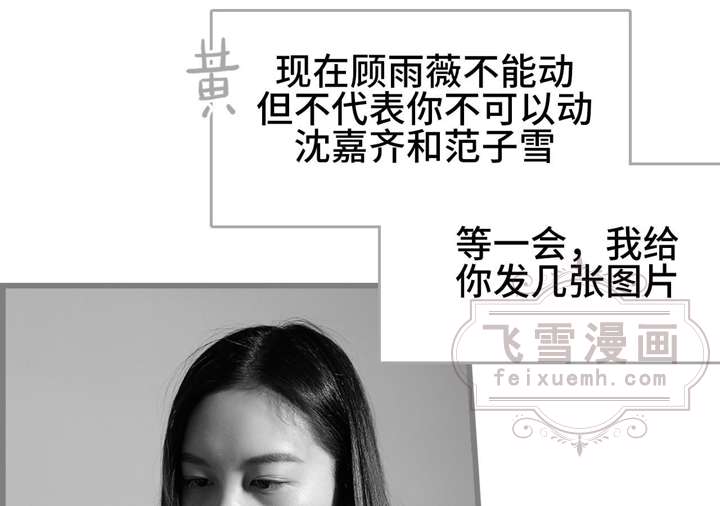 黄
现在顾雨薇不能动
但不代表你不可以动
沈嘉齐和范子雪
等一会，我给
你发几张图片
飞雪漫画
feixuemh.com